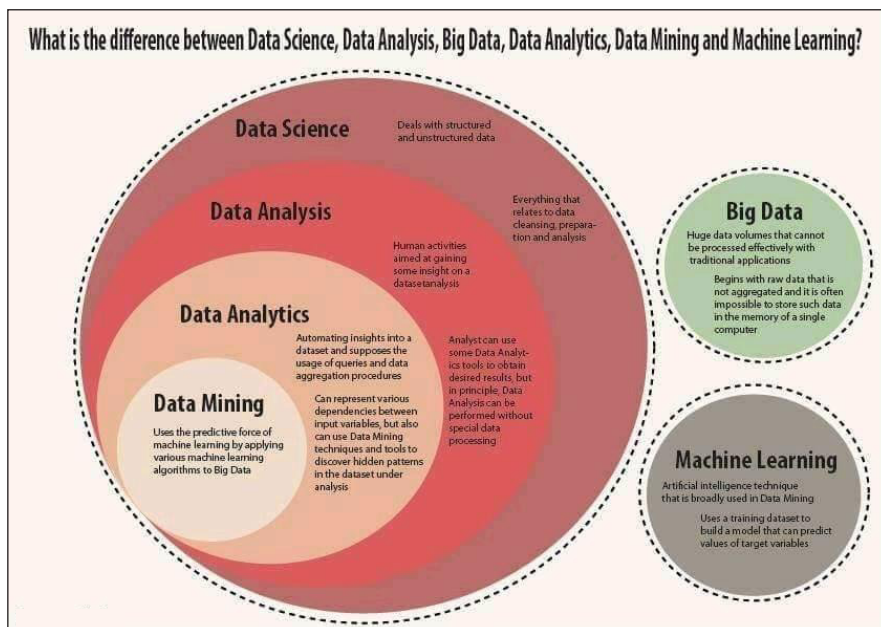 What is the difference between Data Science, Data Analysis, Big Data, Data Analytics, Data Mining and Machine Learning?
Data Science
Deals with structured
and unstructured data
Everything that
relates to data
cleansing, prepara-
tion and analysis
Data Analysis
Human activities
aimed at gaining
some insight on a
datasetanalysis
Analyst can use
some Data Analyt-
ics tools to obtain
desired results, but
in principle, Data
Analysis can be
performed without
special data
processing
Data Analytics
Automating insights into a
dataset and supposes the
usage of queries and data
aggregation procedures
Can represent various
dependencies between
input variables, but also
can use Data Mining
techniques and tools to
discover hidden patterns
in the dataset under
analysis
Data Mining
Uses the predictive force of
machine learning by applying
various machine learning
algorithms to Big Data
Big Data
Huge data volumes that cannot
be processed effectively with
traditional applications
Begins with raw data that is
not aggregated and it is often
impossible to store such data
in the memory of a single
computer
Machine Learning
Artificial intelligence technique
that is broadly used in Data Mining
Uses a training dataset to
build a model that can predict
values of target variables